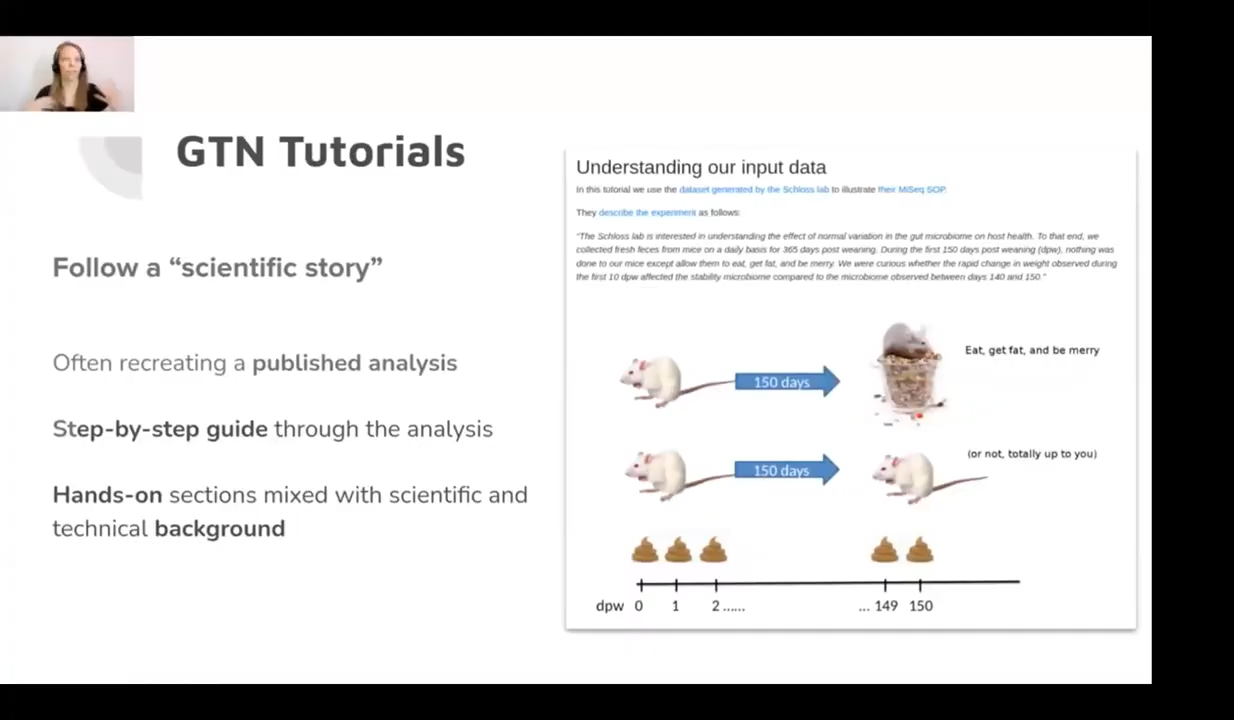 GTN Tutorials
Follow a “scientific story”
Often recreating a published analysis
Step-by-step guide through the analysis
Hands-on sections mixed with scientific and
technical background
Understanding our input data
In this tutorial we use the dataset generated by the Schloss lab to illustrate their MiSeq SOP.
They describe the experiment as follows:
“The Schloss lab is interested in understanding the effect of normal variation in the gut microbiome on host health. To that end, we
collected fresh feces from mice on a daily basis for 365 days post weaning. During the first 150 days post weaning (dpw), nothing was
done to our mice except allow them to eat, get fat, and be merry. We were curious whether the rapid change in weight observed during
the first 10 dpw affected the stability microbiome compared to the microbiome observed between days 140 and 150.”
150 days
Eat, get fat, and be merry
150 days
(or not, totally up to you)
dpw 0 1 2...... ... 149 150